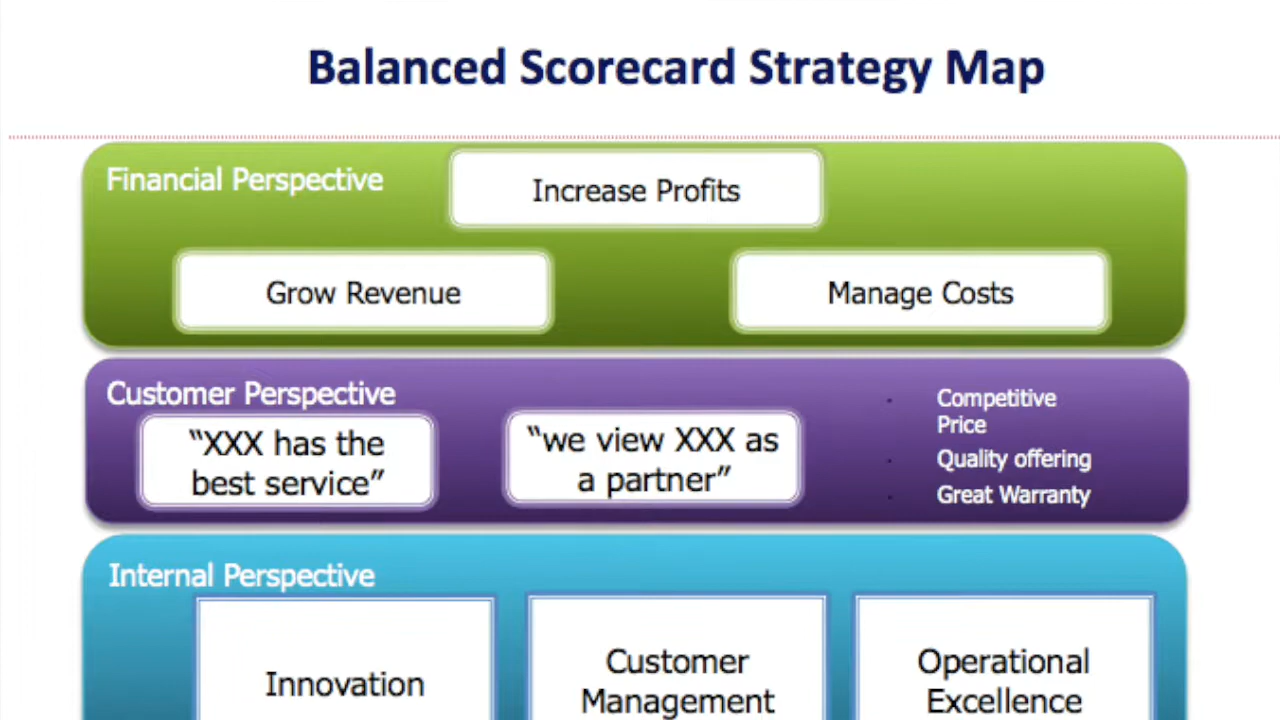 Balanced Scorecard Strategy Map
Financial Perspective
Increase Profits
Grow Revenue
Manage Costs
Customer Perspective
“XXX has the
best service”
“we view XXX as
a partner”
Competitive
Price
Quality offering
Great Warranty
Internal Perspective
Innovation
Customer
Management
Operational
Excellence